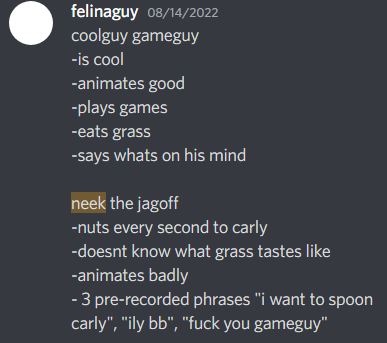 felinaguy 08/14/2022
coolguy gameguy
-is cool
-animates good
-plays games
-eats grass
-says whats on his mind
neek the jagoff
-nuts every second to carly
-doesnt know what grass tastes like
-animates badly
- 3 pre-recorded phrases "i want to spoon
carly", "ily bb", "fuck you gameguy"